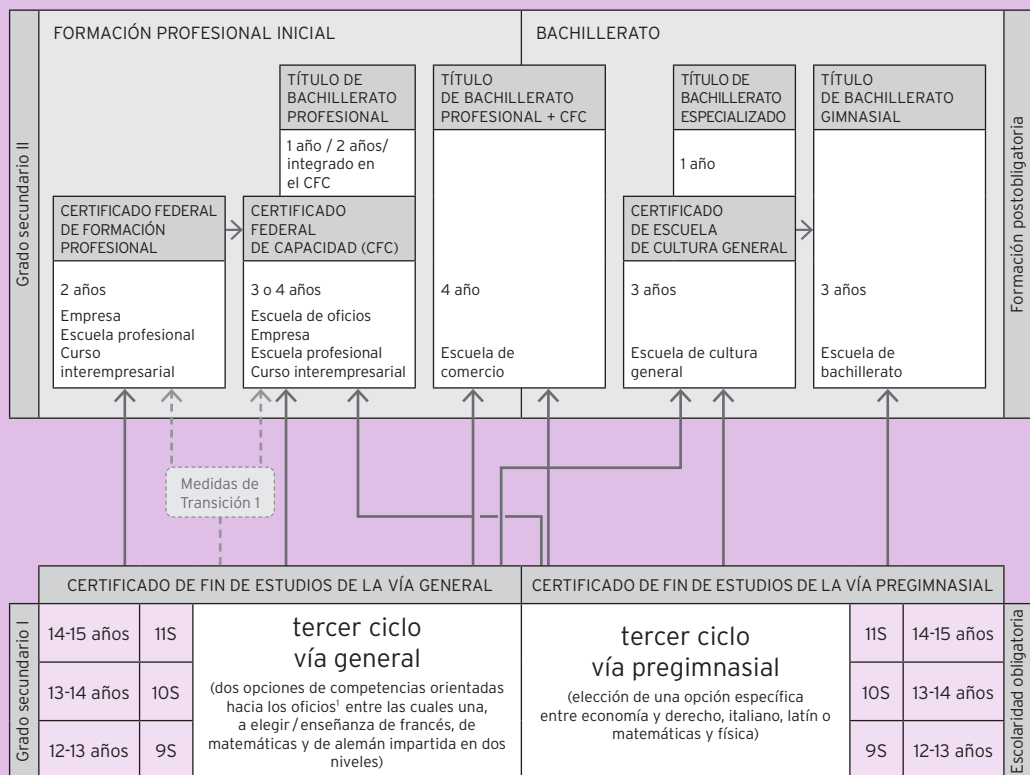 Grado secundario II
FORMACIÓN PROFESIONAL INICIAL
BACHILLERATO
Formación postobligatoria
TÍTULO DE
BACHILLERATO
PROFESIONAL
1 año / 2 años/
integrado en
el CFC
TÍTULO
DE BACHILLERATO
PROFESIONAL + CFC
TÍTULO DE
BACHILLERATO
ESPECIALIZADO
1 año
TÍTULO
DE BACHILLERATO
GIMNASIAL
CERTIFICADO FEDERAL
DE FORMACIÓN
PROFESIONAL
2 años
Empresa
Escuela profesional
Curso
interempresarial
CERTIFICADO
FEDERAL
DE CAPACIDAD (CFC)
3 o 4 años
Escuela de oficios
Empresa
Escuela profesional
Curso interempresarial
4 año
Escuela de
comercio
CERTIFICADO
DE ESCUELA
DE CULTURA GENERAL
3 años
Escuela de cultura
general
3 años
Escuela de
bachillerato
Medidas de
Transición 1
CERTIFICADO DE FIN DE ESTUDIOS DE LA VÍA GENERAL
CERTIFICADO DE FIN DE ESTUDIOS DE LA VÍA PREGIMNASIAL
Grado secundario I
14-15 años 11S
13-14 años 10S
12-13 años 9S
tercer ciclo
vía general
(dos opciones de competencias orientadas
hacia los oficios¹ entre las cuales una,
a elegir / enseñanza de francés, de
matemáticas y de alemán impartida en dos
niveles)
tercer ciclo
vía pregimnasial
(elección de una opción específica
entre economía y derecho, italiano, latín o
matemáticas y física)
11S 14-15 años
10S 13-14 años
9S 12-13 años
Escolaridad obligatoria